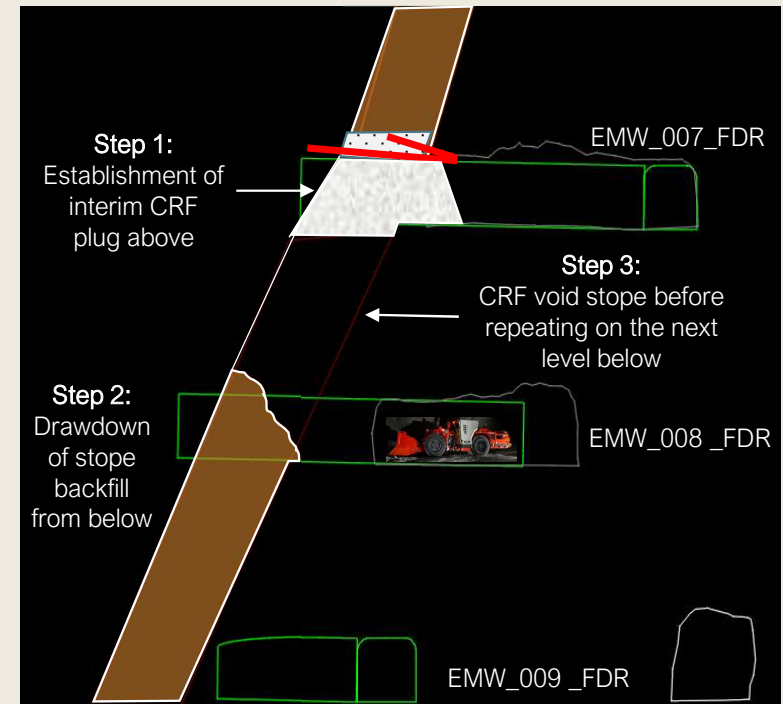 EMW_007_FDR
Step 1:
Establishment of
interim CRF
plug above
Step 3:
CRF void stope before
repeating on the next
level below
Step 2:
Drawdown
of stope
backfill
from below
EMW_008 _FDR
EMW_009 _FDR